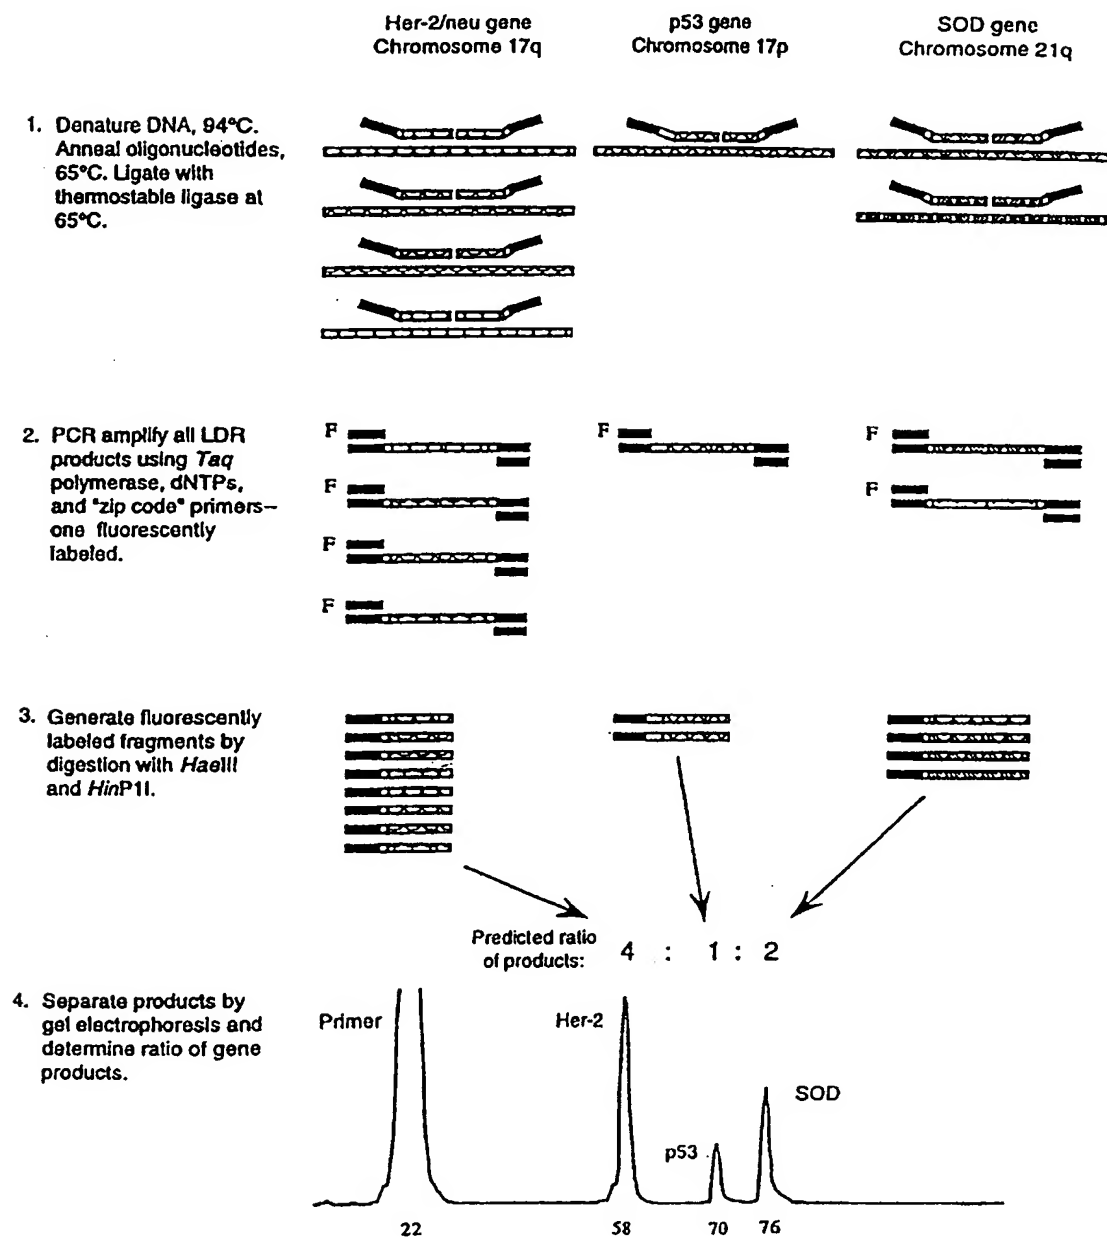 Her-2/neu gene
Chromosome 17q
p53 gene
Chromosome 17p
SOD gene
Chromosome 21q
1. Denature DNA, 94°C.
Anneal oligonucleotides,
65°C. Ligate with
thermostable ligase at
65°C.
2. PCR amplify all LDR
products using Taq
polymerase, dNTPs,
and "zip code" primers–
one fluorescently
labeled.
F
F
F
F
F
F
F
3. Generate fluorescently
labeled fragments by
digestion with HaeIII
and HinP1I.
Predicted ratio
of products:
4 : 1 : 2
4. Separate products by
gel electrophoresis and
determine ratio of gene
products.
Primer
Her-2
p53
SOD
22
58
70
76